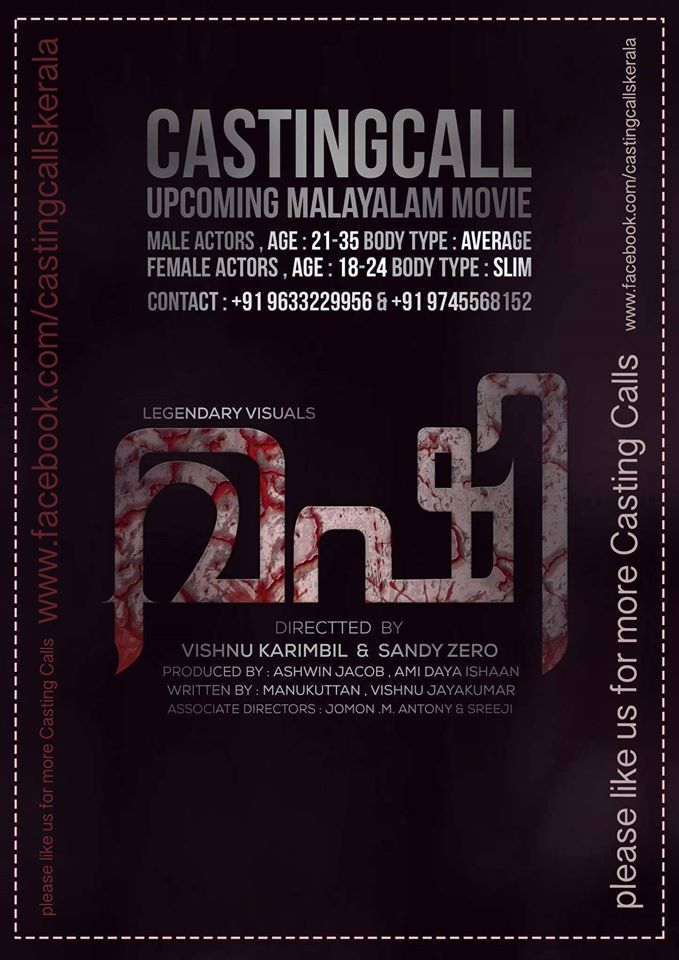 CASTINGCALL
UPCOMING MALAYALAM MOVIE
MALE ACTORS , AGE : 21-35 BODY TYPE : AVERAGE
FEMALE ACTORS , AGE : 18-24 BODY TYPE : SLIM
CONTACT : +91 9633229956 & +91 9745568152
LEGENDARY VISUALS
DIRECTTED BY
VISHNU KARIMBIL & SANDY ZERO
PRODUCED BY : ASHWIN JACOB , AMI DAYA ISHAAN
WRITTEN BY : MANUKUTTAN , VISHNU JAYAKUMAR
ASSOCIATE DIRECTORS : JOMON .M. ANTONY & SREEJI
please like us for more Casting Calls www.facebook.com/castingcallskerala
please like us for more Casting Calls www.facebook.com/castingcallskerala